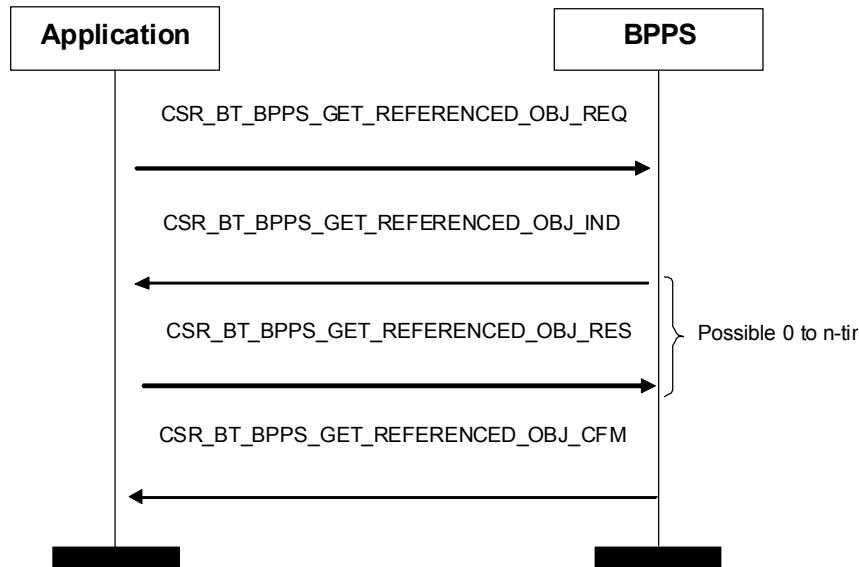 Application
BPPS
CSR_BT_BPPS_GET_REFERENCED_OBJ_REQ
CSR_BT_BPPS_GET_REFERENCED_OBJ_IND
CSR_BT_BPPS_GET_REFERENCED_OBJ_RES
Possible 0 to
CSR_BT_BPPS_GET_REFERENCED_OBJ_CFM